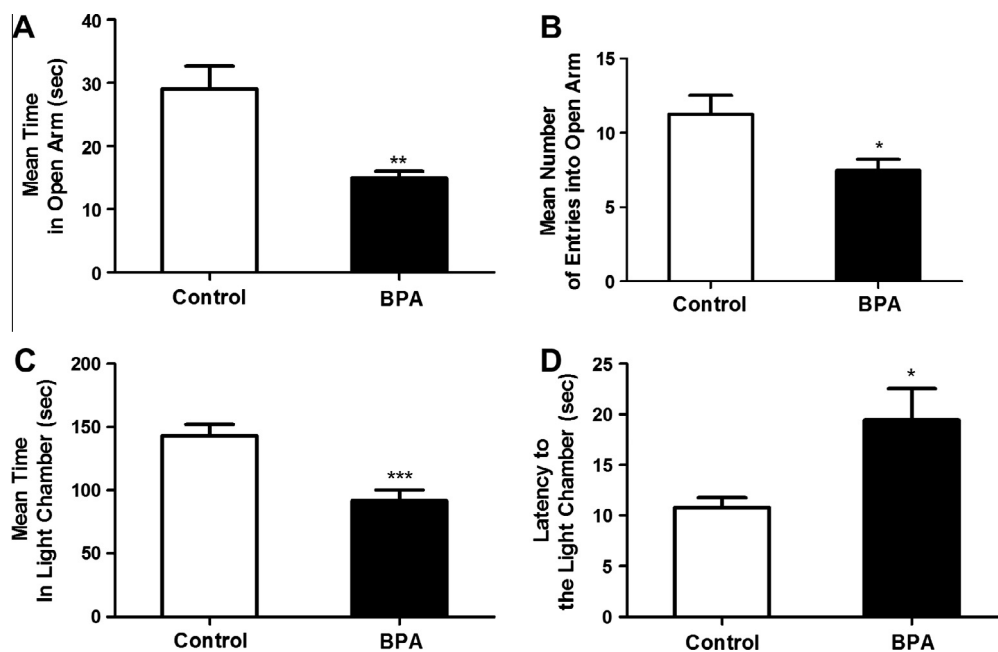 A
Mean Time
in Open Arm (sec)
40
30
20
10
0
**
Control
BPA
B
Mean Number
of Entries into Open Arm
15
10
5
0
*
Control
BPA
C
Mean Time
In Light Chamber (sec)
200
150
100
50
0
***
Control
BPA
D
Latency to
the Light Chamber (sec)
25
20
15
10
5
0
*
Control
BPA